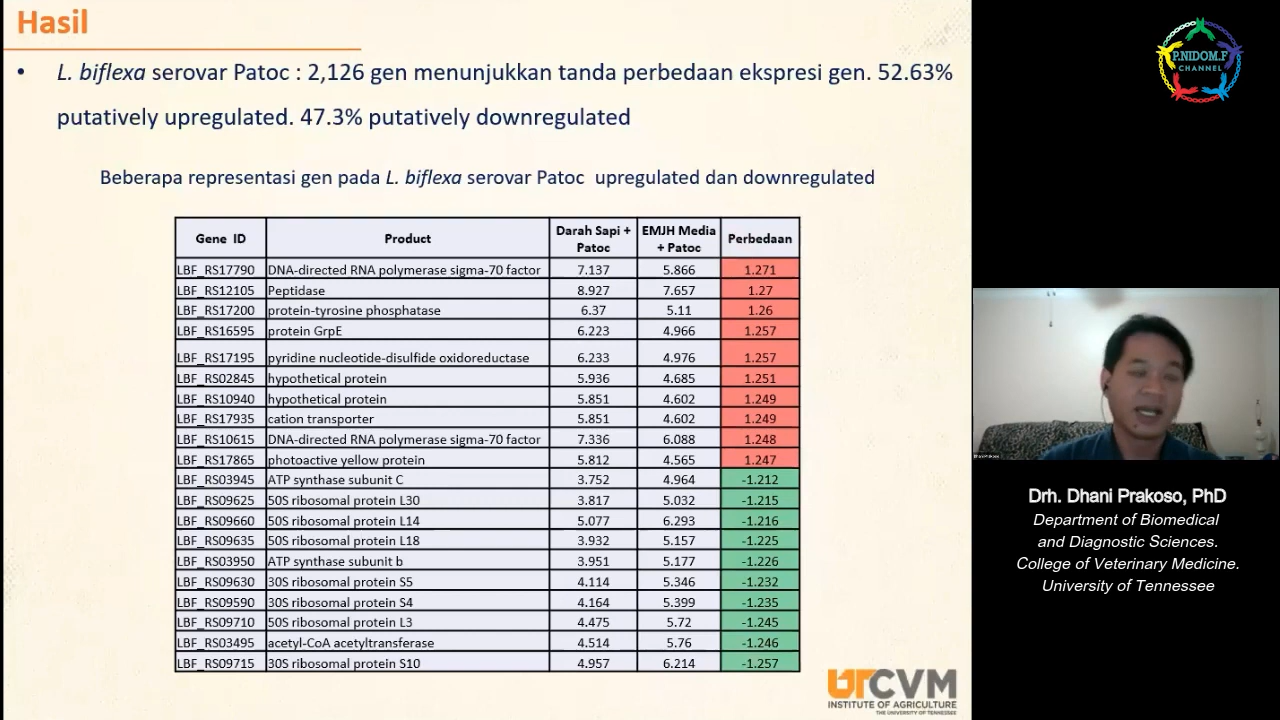 Hasil
• L. biflexa serovar Patoc : 2,126 gen menunjukkan tanda perbedaan ekspresi gen. 52.63%
putatively upregulated. 47.3% putatively downregulated
Beberapa representasi gen pada L. biflexa serovar Patoc upregulated dan downregulated
Gene ID Product Darah Sapi + Patoc EMJH Media + Patoc Perbedaan
LBF_RS17790 DNA-directed RNA polymerase sigma-70 factor 7.137 5.866 1.271
LBF_RS12105 Peptidase 8.927 7.657 1.27
LBF_RS17200 protein-tyrosine phosphatase 6.37 5.11 1.26
LBF_RS16595 protein GrpE 6.223 4.966 1.257
LBF_RS17195 pyridine nucleotide-disulfide oxidoreductase 6.233 4.976 1.257
LBF_RS02845 hypothetical protein 5.936 4.685 1.251
LBF_RS10940 hypothetical protein 5.851 4.602 1.249
LBF_RS17935 cation transporter 5.851 4.602 1.249
LBF_RS10615 DNA-directed RNA polymerase sigma-70 factor 7.336 6.088 1.248
LBF_RS17865 photoactive yellow protein 5.812 4.565 1.247
LBF_RS03945 ATP synthase subunit C 3.752 4.964 -1.212
LBF_RS09625 50S ribosomal protein L30 3.817 5.032 -1.215
LBF_RS09660 50S ribosomal protein L14 5.077 6.293 -1.216
LBF_RS09635 50S ribosomal protein L18 3.932 5.157 -1.225
LBF_RS03950 ATP synthase subunit b 3.951 5.177 -1.226
LBF_RS09630 30S ribosomal protein S5 4.114 5.346 -1.232
LBF_RS09590 30S ribosomal protein S4 4.164 5.399 -1.235
LBF_RS09710 50S ribosomal protein L3 4.475 5.72 -1.245
LBF_RS03495 acetyl-CoA acetyltransferase 4.514 5.76 -1.246
LBF_RS09715 30S ribosomal protein S10 4.957 6.214 -1.257
UTCVM
INSTITUTE OF AGRICULTURE
THE UNIVERSITY OF TENNESSEE
P.NIDOM.F
CHANNEL
Drh. Dhani Prakoso, PhD
Department of Biomedical
and Diagnostic Sciences.
College of Veterinary Medicine.
University of Tennessee